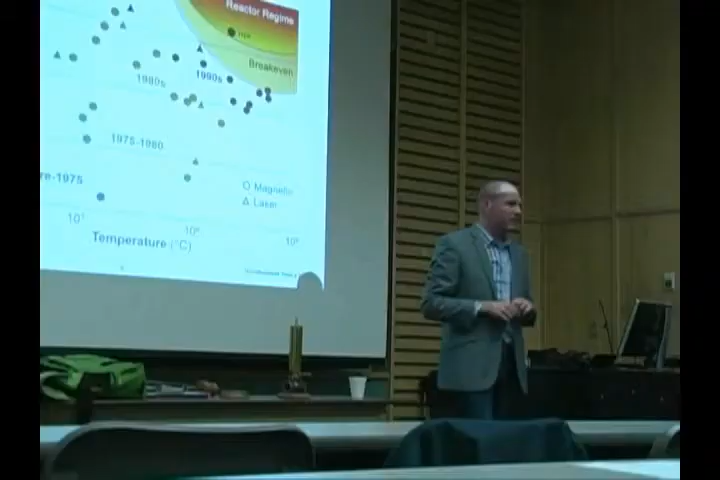 Reactor Regime
Breakeven
1990s
1980s
1975-1980
re-1975
Magnetic
Laser
Temperature (°C)